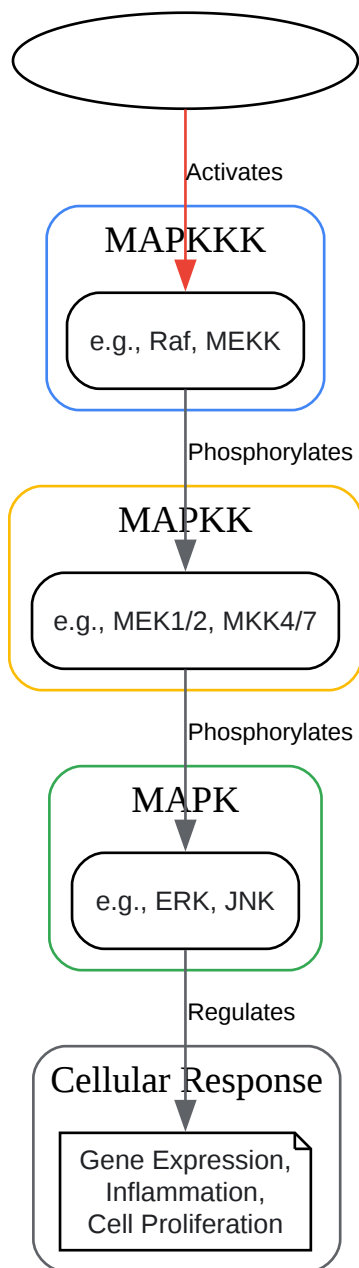 Activates
MAPKKK
e.g., Raf, MEKK
Phosphorylates
MAPKK
e.g., MEK1/2, MKK4/7
Phosphorylates
MAPK
e.g., ERK, JNK
Regulates
Cellular Response
Gene Expression,
Inflammation,
Cell Proliferation